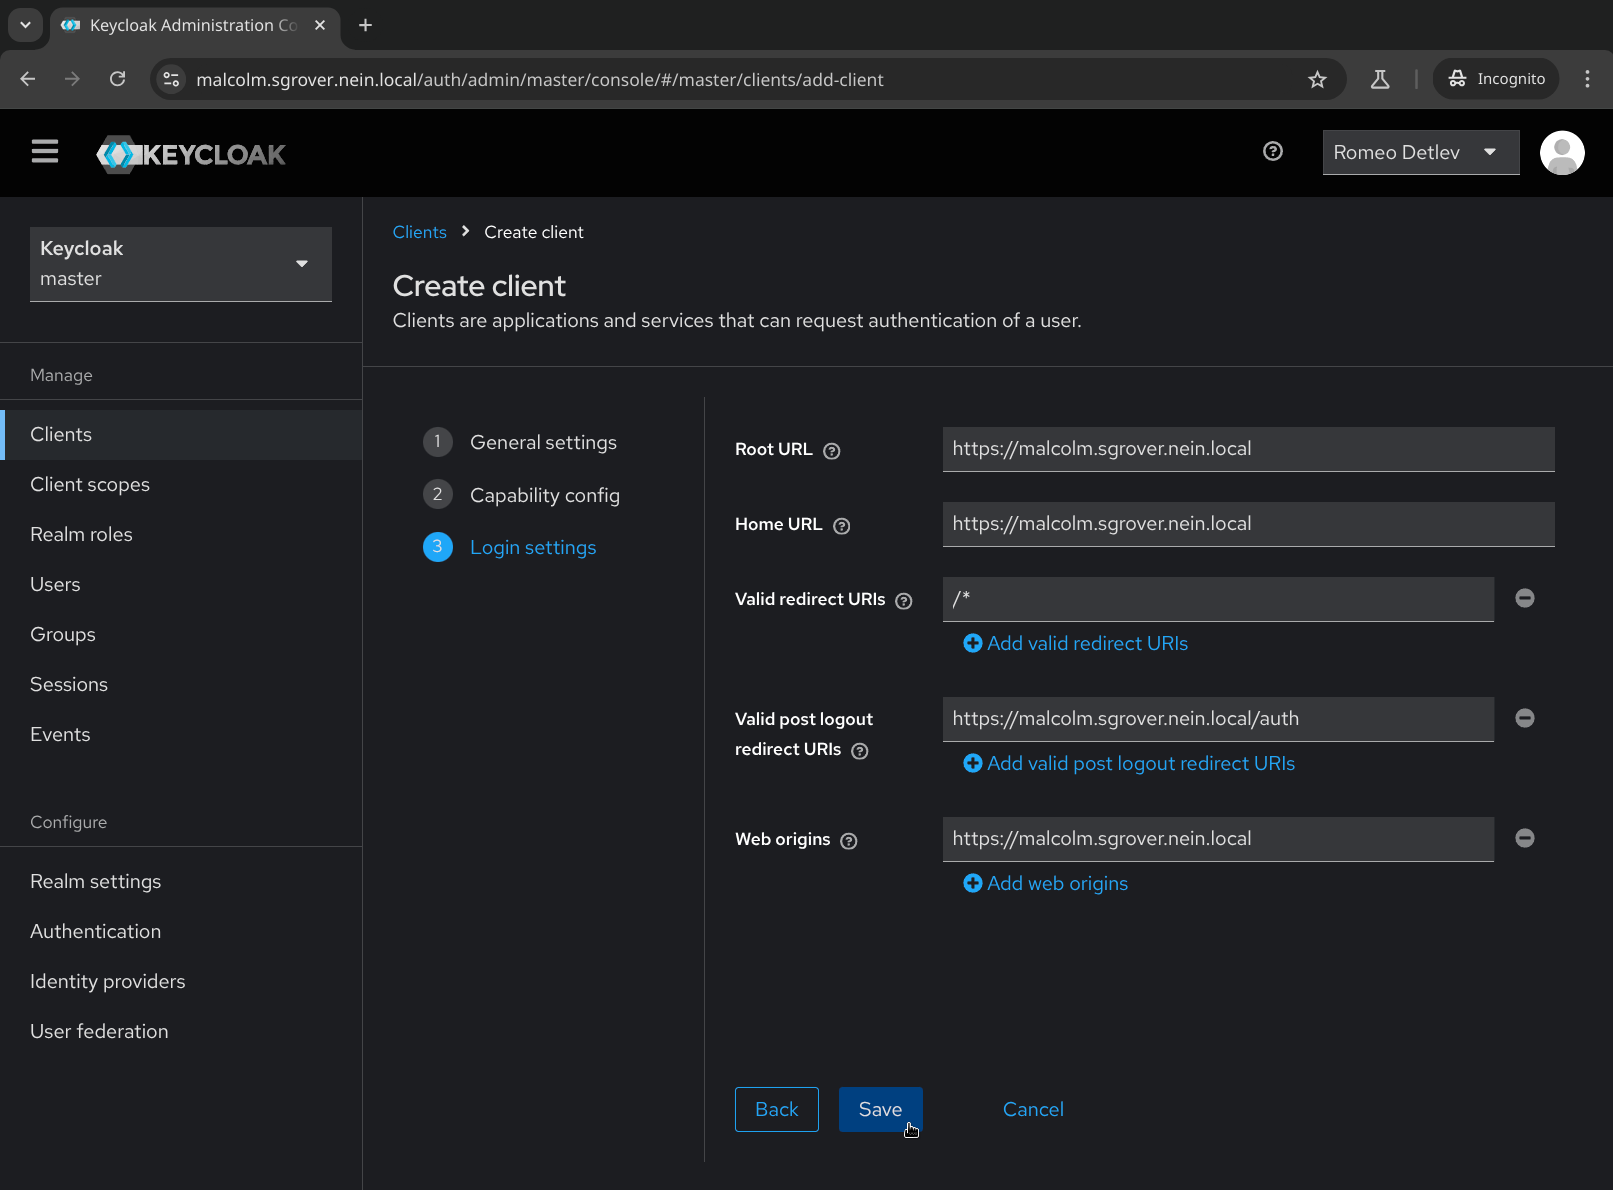 Keycloak Administration Co
malcolm.sgrover.nein.local/auth/admin/master/console/#/master/clients/add-client
Incognito
KEYCLOAK
Romeo Detlev
Keycloak
master
Manage
Clients
Client scopes
Realm roles
Users
Groups
Sessions
Events
Configure
Realm settings
Authentication
Identity providers
User federation
Clients > Create client
Create client
Clients are applications and services that can request authentication of a user.
1 General settings
2 Capability config
3 Login settings
Root URL
https://malcolm.sgrover.nein.local
Home URL
https://malcolm.sgrover.nein.local
Valid redirect URIs
/*
Add valid redirect URIs
Valid post logout
redirect URIs
https://malcolm.sgrover.nein.local/auth
Add valid post logout redirect URIs
Web origins
https://malcolm.sgrover.nein.local
Add web origins
Back
Save
Cancel